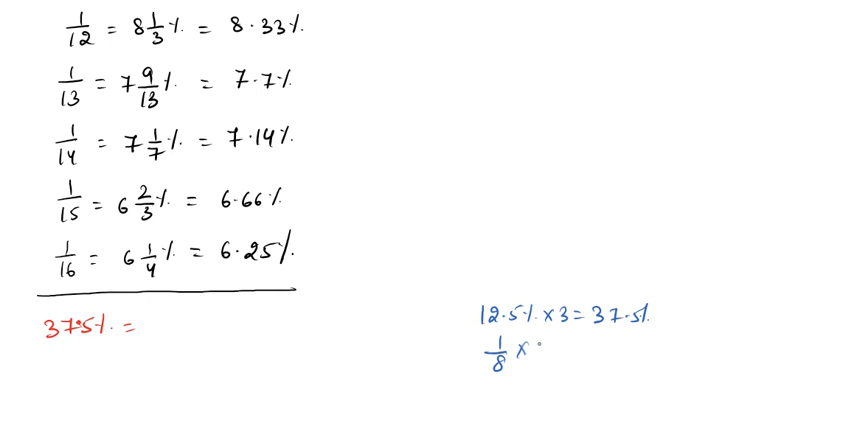 1/12 = 8 1/3 % = 8.33%
1/13 = 7 9/13 % = 7.7%
1/14 = 7 1/7 % = 7.14%
1/15 = 6 2/3 % = 6.66%
1/16 = 6 1/4 % = 6.25%
37.5% =
12.5% × 3 = 37.5%
1/8 ×